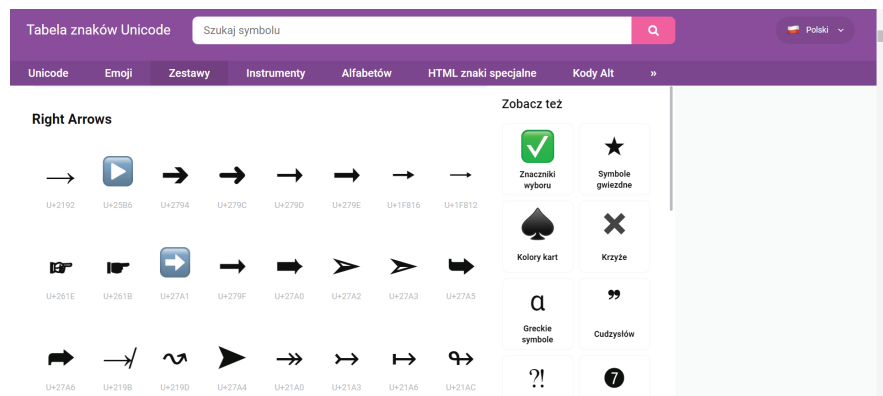 Tabela znaków Unicode
Szukaj symbolu
Polski
Unicode Emoji Zestawy Instrumenty Alfabetów HTML znaki specjalne Kody Alt »
Right Arrows
U+2192 U+25B6 U+2794 U+279C U+279D U+279E U+1F816 U+1F812
U+261E U+261B U+27A1 U+279F U+27A0 U+27A2 U+27A3 U+27A5
U+27A6 U+219B U+219D U+27A4 U+21A0 U+21A3 U+21A6 U+21AC
Zobacz też
Znaczniki
wyboru
Symbole
gwiezdne
Kolory kart
Krzyże
α
Greckie
symbole
❞
Cudzysłów
⁈
❼